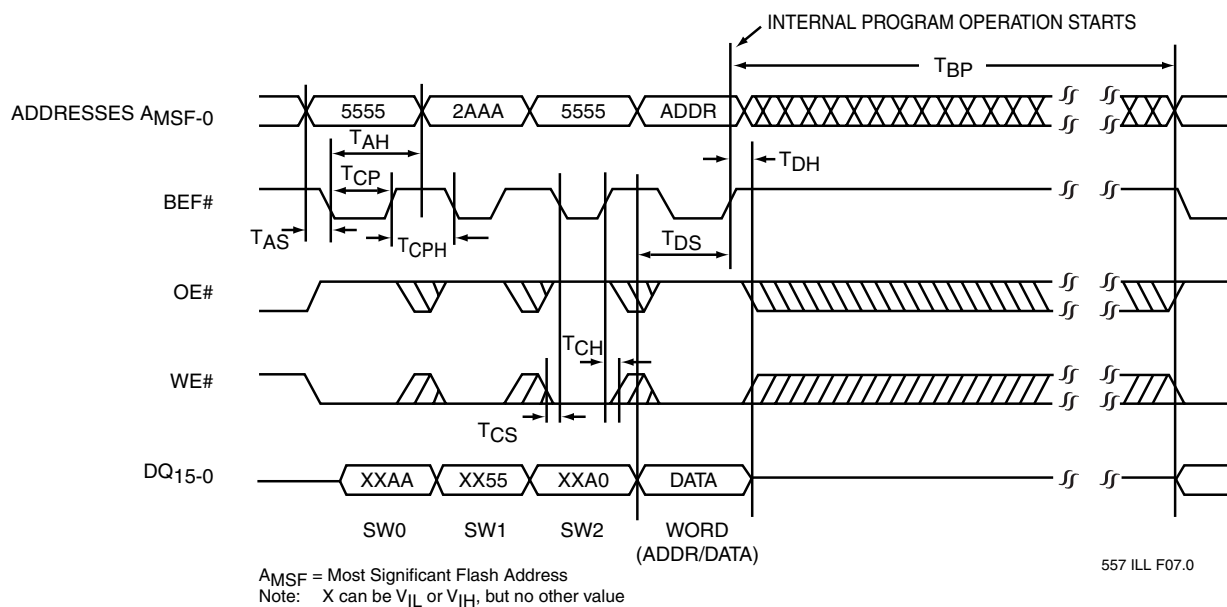 INTERNAL PROGRAM OPERATION STARTS
TBP
ADDRESSES AMSF-0
5555 2AAA 5555 ADDR
TAH
TDH
TCP
BEF#
TAS
TCPH
TDS
OE#
TCH
WE#
TCS
DQ15-0
XXAA XX55 XXA0 DATA
SW0 SW1 SW2 WORD
(ADDR/DATA)
557 ILL F07.0
AMSF = Most Significant Flash Address
Note: X can be VIL or VIH, but no other value